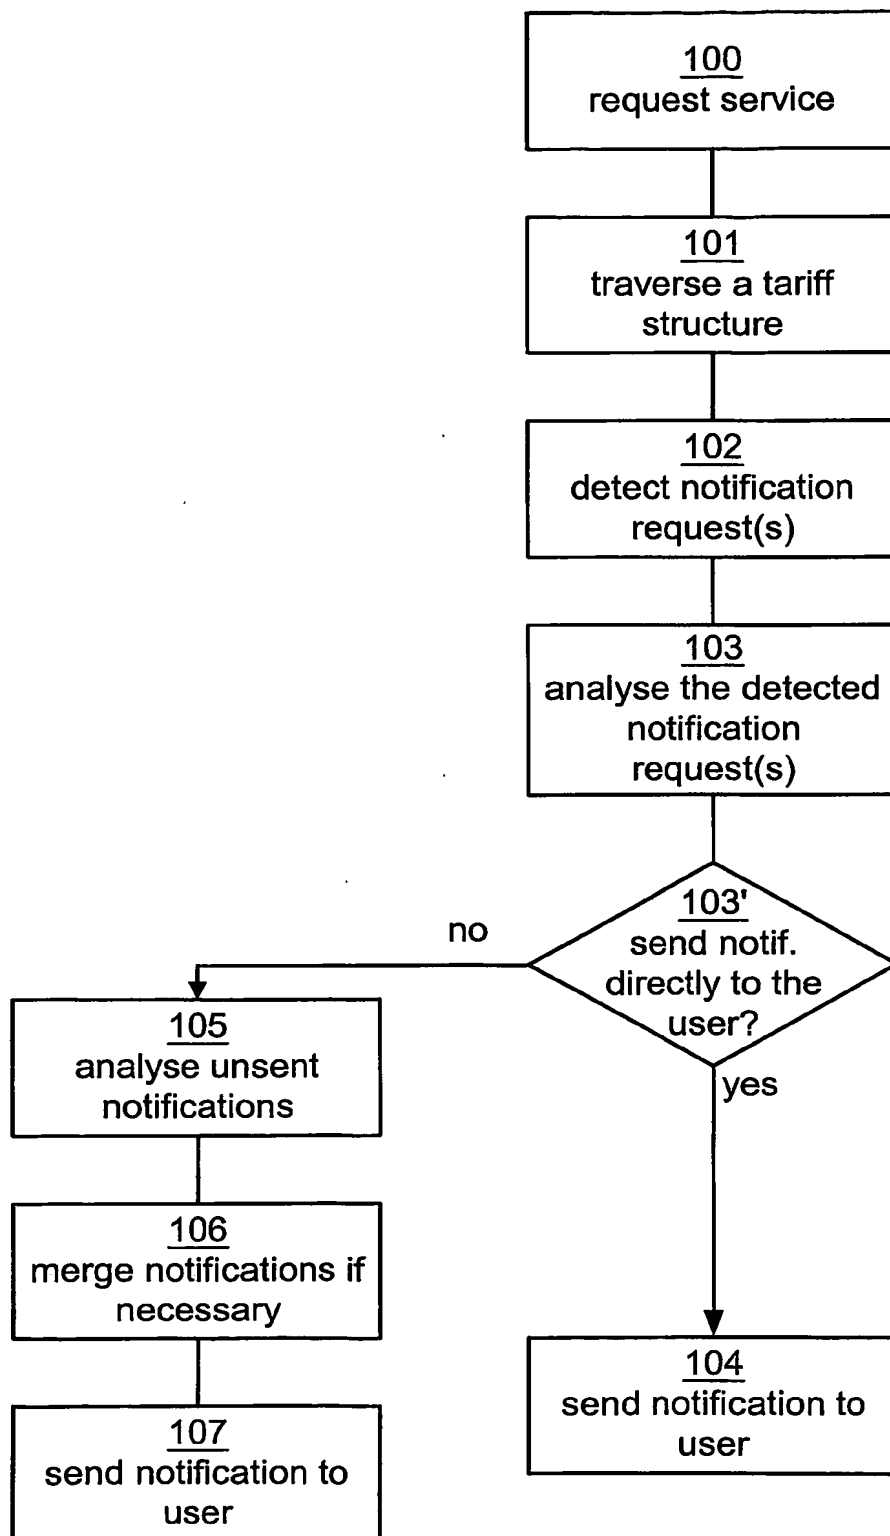 100
request service
101
traverse a tariff
structure
102
detect notification
request(s)
103
analyse the detected
notification
request(s)
103'
send notif.
directly to the
user?
no
yes
105
analyse unsent
notifications
106
merge notifications if
necessary
107
send notification to
user
104
send notification to
user